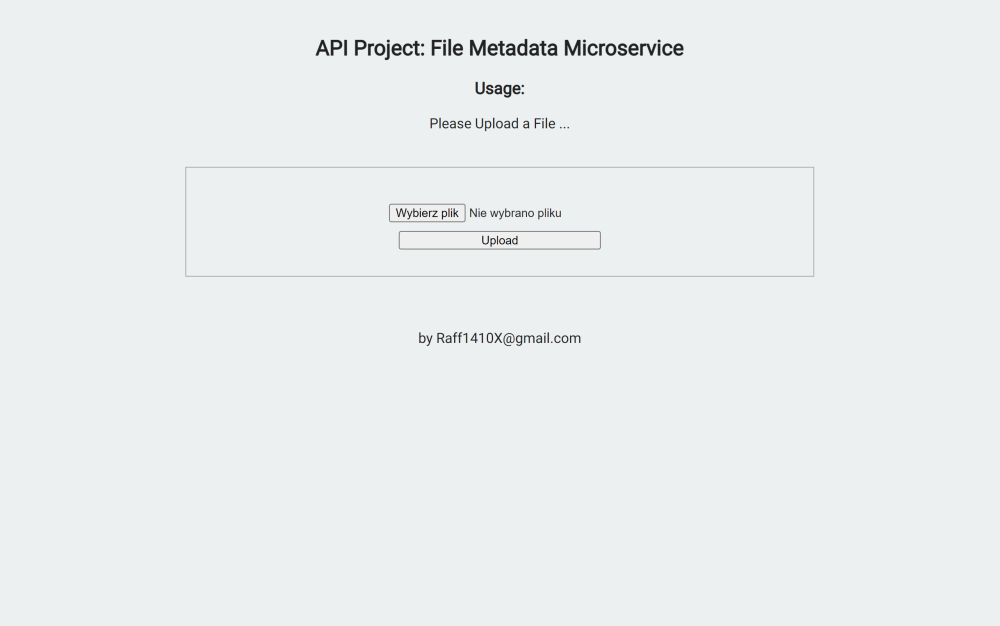 API Project: File Metadata Microservice
Usage:
Please Upload a File ...
Wybierz plik Nie wybrano pliku
Upload
by Raff1410X@gmail.com